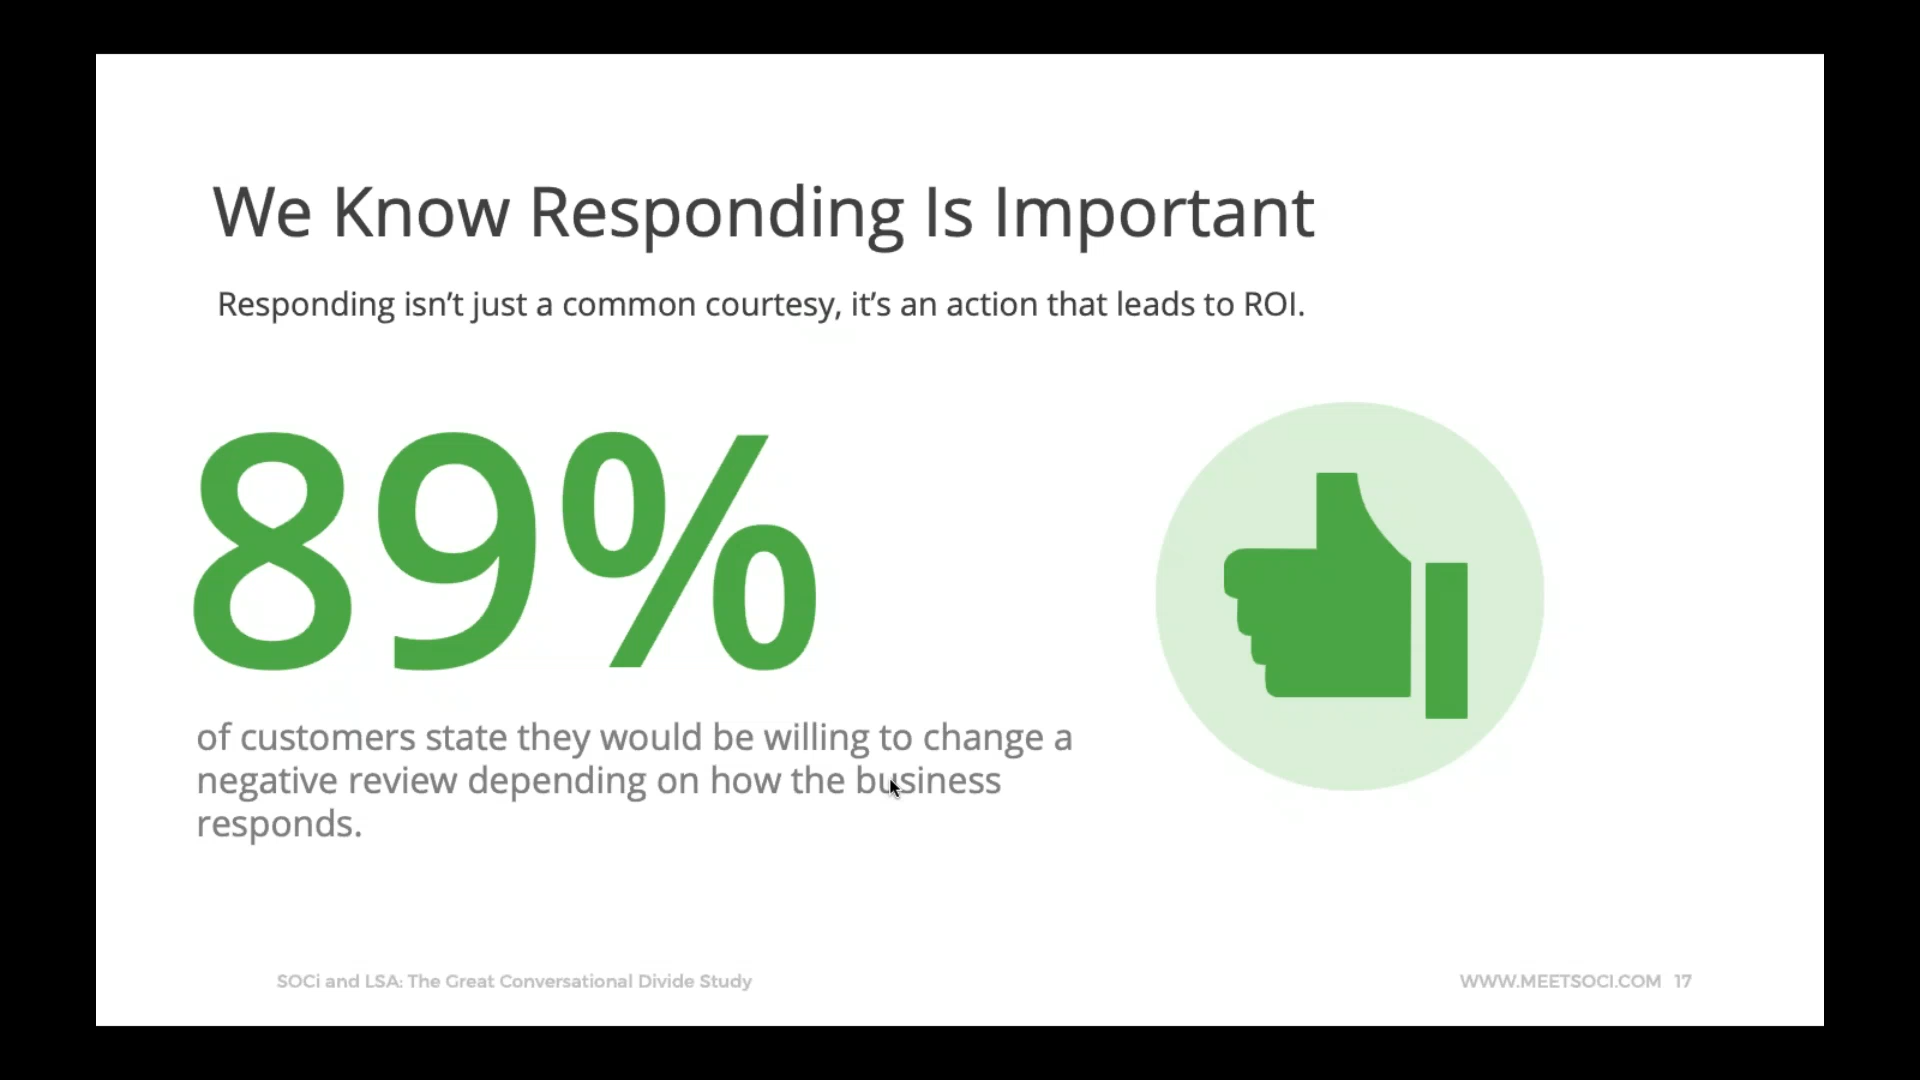 We Know Responding Is Important
Responding isn’t just a common courtesy, it’s an action that leads to ROI.
89%
of customers state they would be willing to change a
negative review depending on how the business
responds.
SOCi and LSA: The Great Conversational Divide Study
WWW.MEETSOCI.COM 17